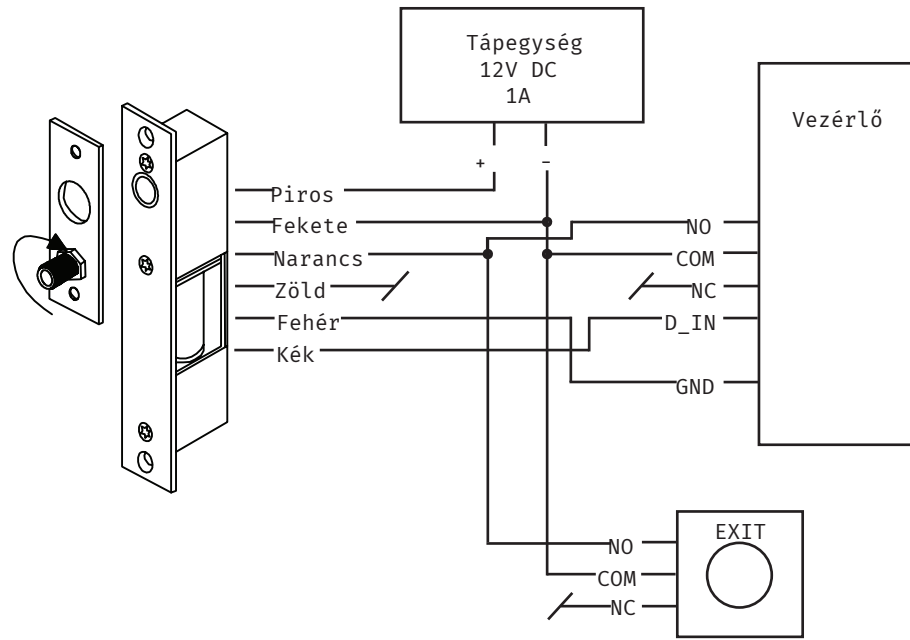 Tápegység
12V DC
1A
Vezérlő
+ -
Piros
Fekete
NO
Narancs
COM
Zöld
NC
Fehér
D_IN
Kék
GND
EXIT
NO
COM
NC